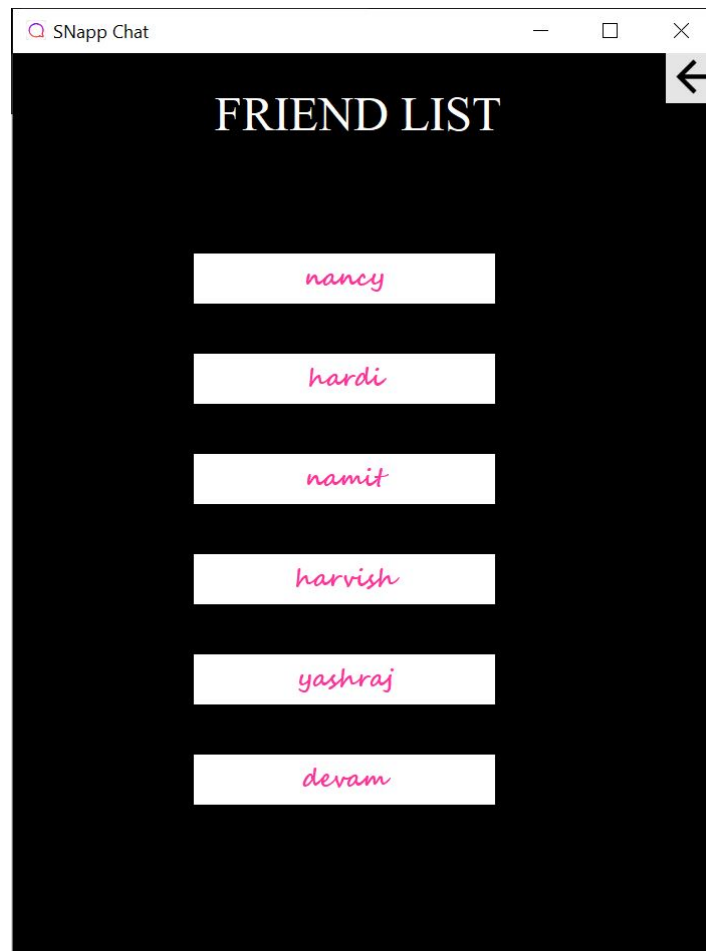 SNapp Chat
FRIEND LIST
nancy
hardi
namit
harvish
yashraj
devam